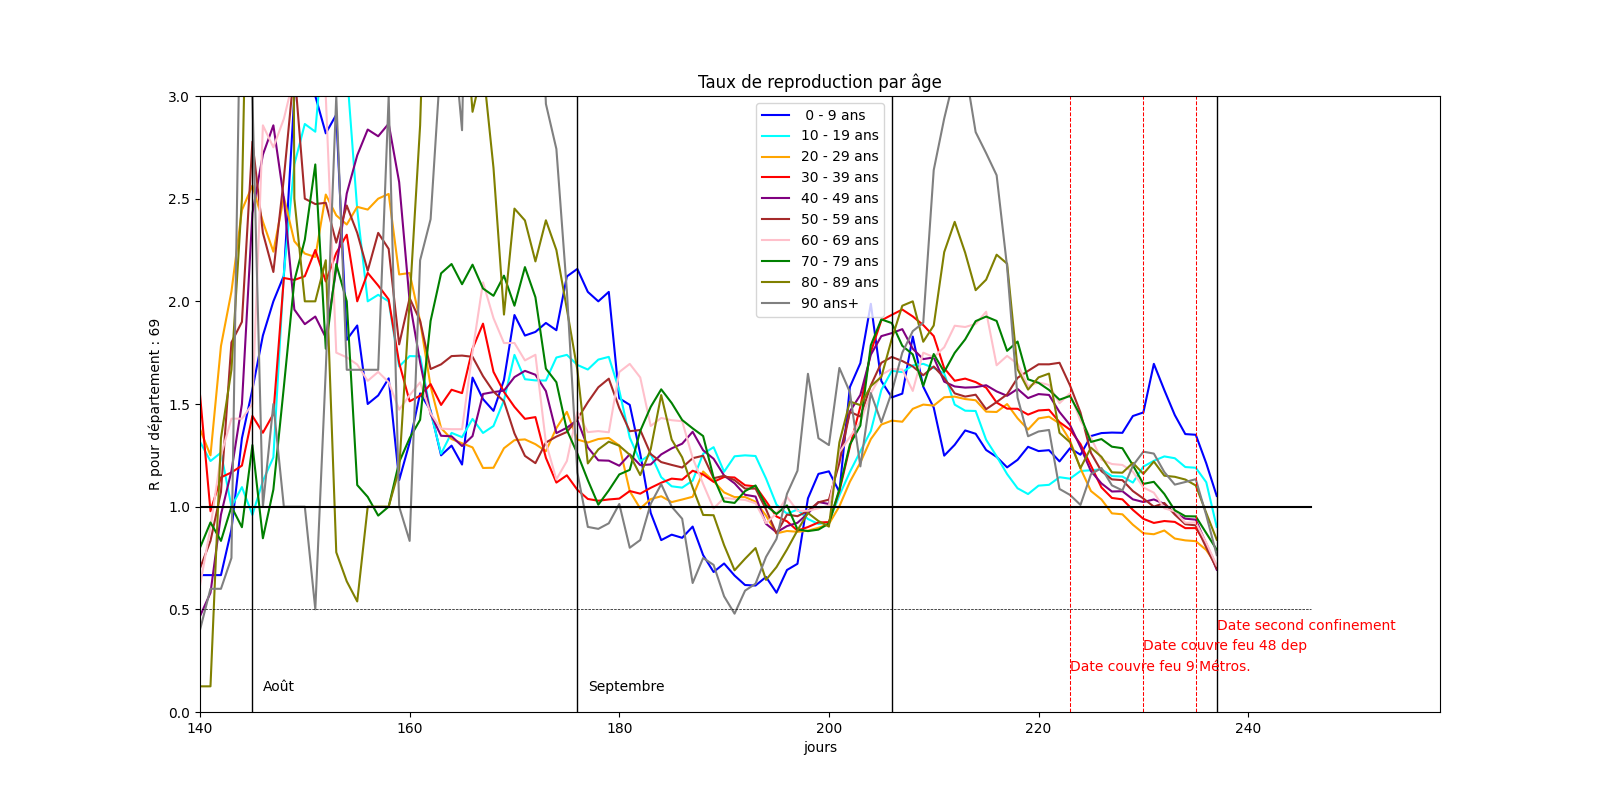 Taux de reproduction par âge
R pour département : 69
3.0
2.5
2.0
1.5
1.0
0.5
0.0
0 - 9 ans
10 - 19 ans
20 - 29 ans
30 - 39 ans
40 - 49 ans
50 - 59 ans
60 - 69 ans
70 - 79 ans
80 - 89 ans
90 ans+
Date second confinement
Date couvre feu 48 dep
Date couvre feu 9 Métros.
Août
Septembre
140
160
180
200
220
240
jours